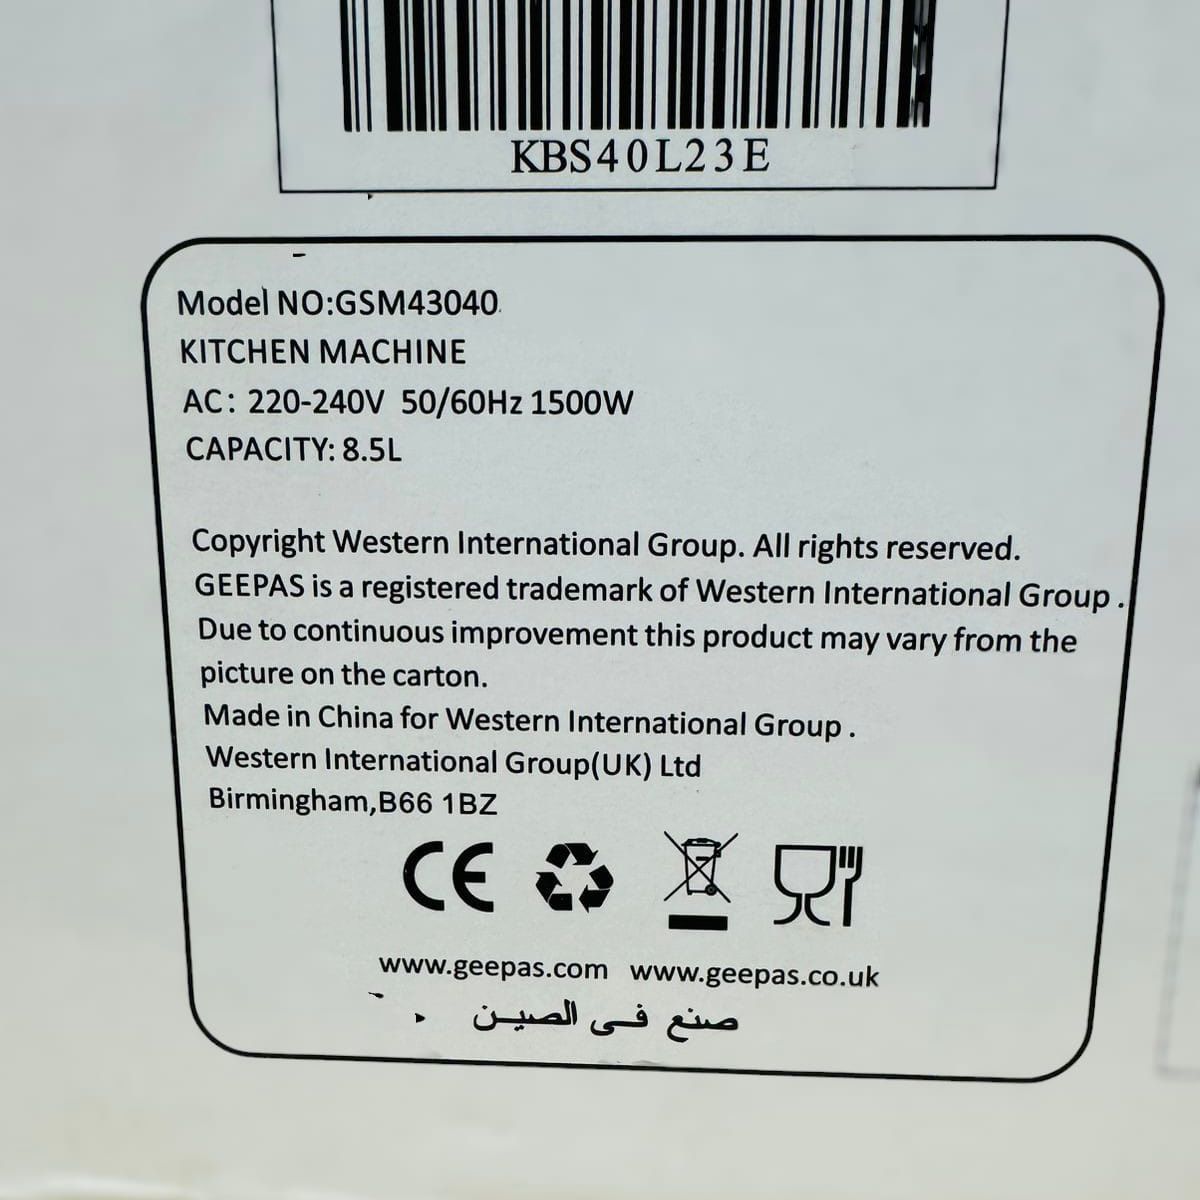 KBS40L23E
Model NO:GSM43040
KITCHEN MACHINE
AC: 220-240V 50/60Hz 1500W
CAPACITY: 8.5L
Copyright Western International Group. All rights reserved.
GEEPAS is a registered trademark of Western International Group .
Due to continuous improvement this product may vary from the
picture on the carton.
Made in China for Western International Group .
Western International Group(UK) Ltd
Birmingham,B66 1BZ
CE
www.geepas.com www.geepas.co.uk
صنع في الصين